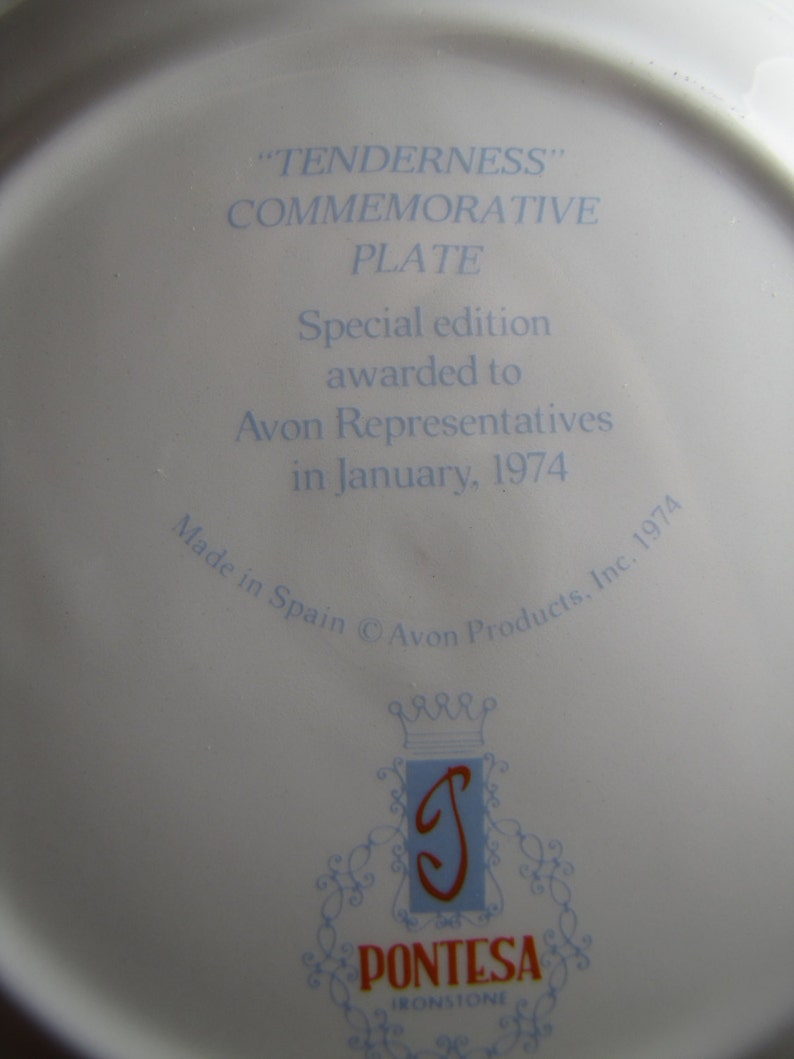 “TENDERNESS”
COMMEMORATIVE
PLATE
Special edition
awarded to
Avon Representatives
in January, 1974
Made in Spain © Avon Products, Inc. 1974
P
PONTESA
IRONSTONE